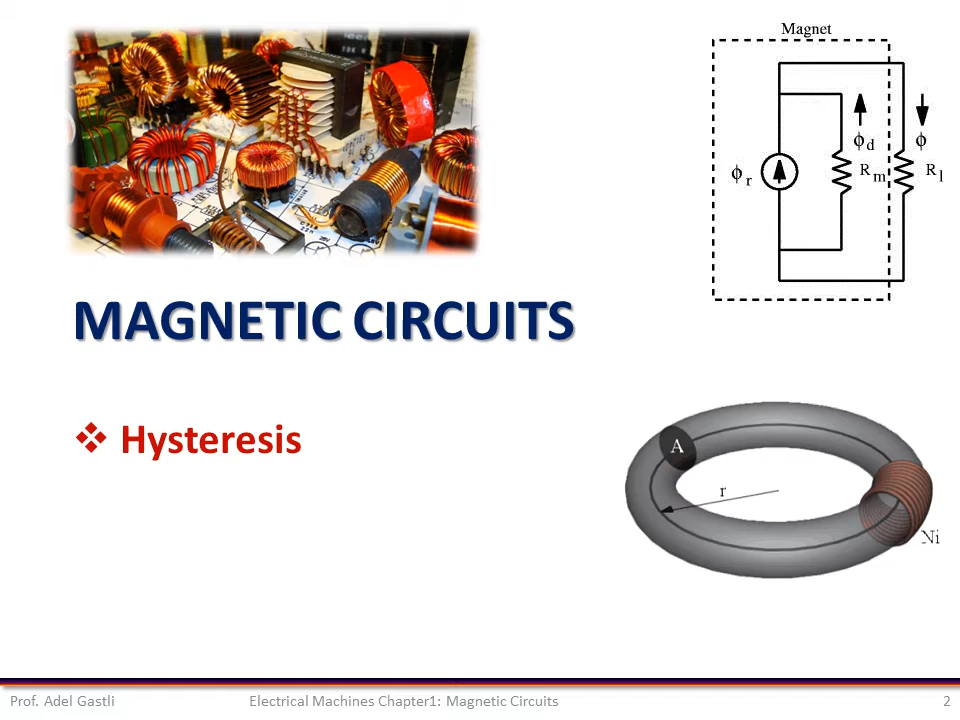 Magnet
ϕd
ϕ
ϕr
Rm
Rl
MAGNETIC CIRCUITS
❖ Hysteresis
A
r
Ni
Prof. Adel Gastli
Electrical Machines Chapter1: Magnetic Circuits
2